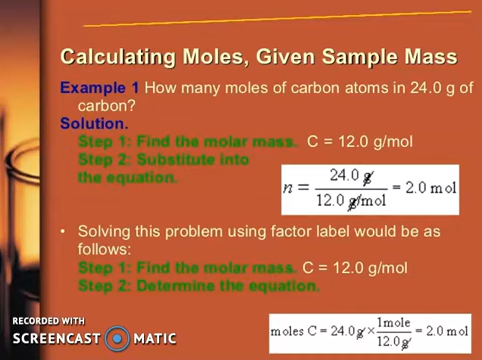 Calculating Moles, Given Sample Mass
Example 1 How many moles of carbon atoms in 24.0 g of
carbon?
Solution.
Step 1: Find the molar mass. C = 12.0 g/mol
Step 2: Substitute into
the equation.
n = 24.0 g / 12.0 g/mol = 2.0 mol
• Solving this problem using factor label would be as
follows:
Step 1: Find the molar mass. C = 12.0 g/mol
Step 2: Determine the equation.
moles C = 24.0 g × 1mole / 12.0 g = 2.0 mol
RECORDED WITH
SCREENCAST MATIC